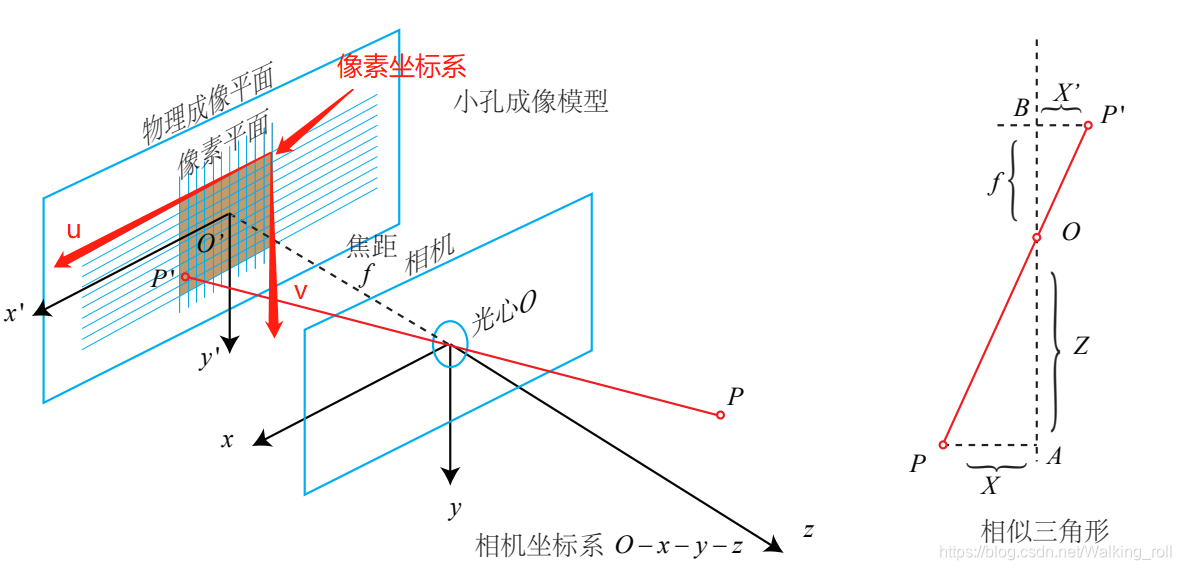 像素坐标系
物理成像平面
像素平面
小孔成像模型
u
O'
P'
x'
y'
v
焦距
f
相机
光心O
x
y
z
P
相机坐标系 O－x－y－z
B
X'
P'
f
O
Z
P
X
A
相似三角形
https://blog.csdn.net/Walking_roll